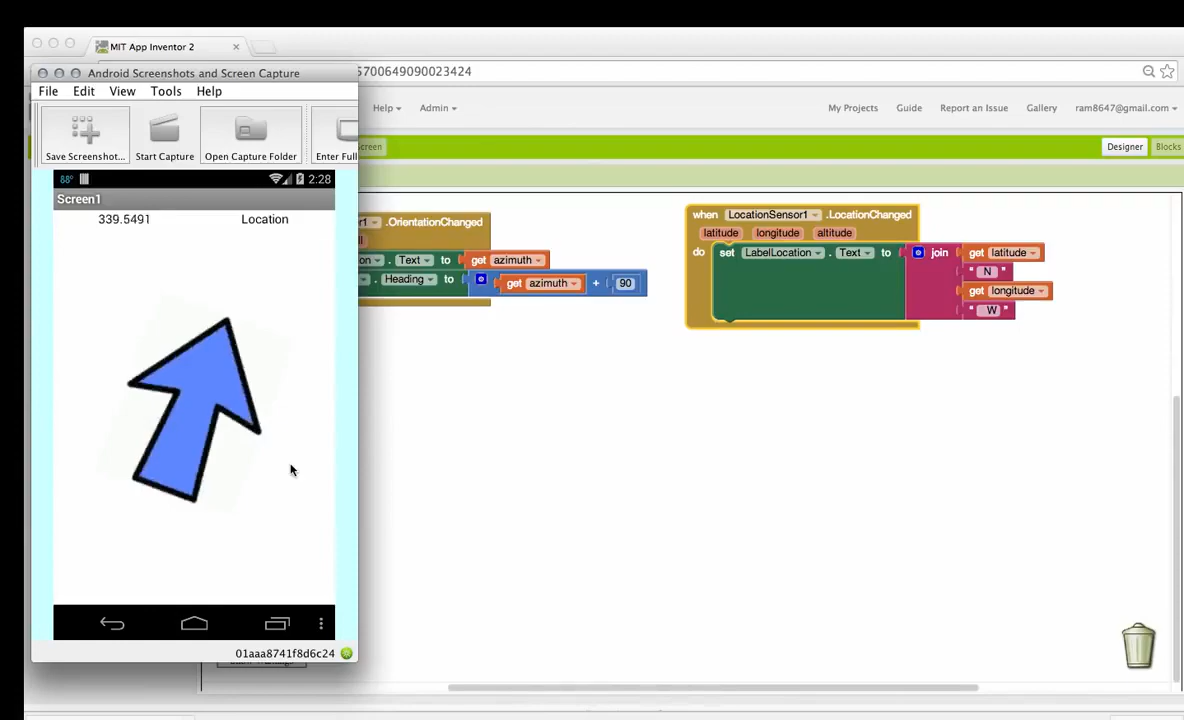 MIT App Inventor 2
Android Screenshots and Screen Capture
5700649090023424
File Edit View Tools Help
Help Admin My Projects Guide Report an Issue Gallery ram8647@gmail.com
Save Screenshot... Start Capture Open Capture Folder Enter Full
Designer Blocks
88° 2:28
Screen1
339.5491 Location
.OrientationChanged
. Text to get azimuth
. Heading to get azimuth + 90
when LocationSensor1 .LocationChanged
latitude longitude altitude
do set LabelLocation . Text to join get latitude
" N "
get longitude
" W "
01aaa8741f8d6c24